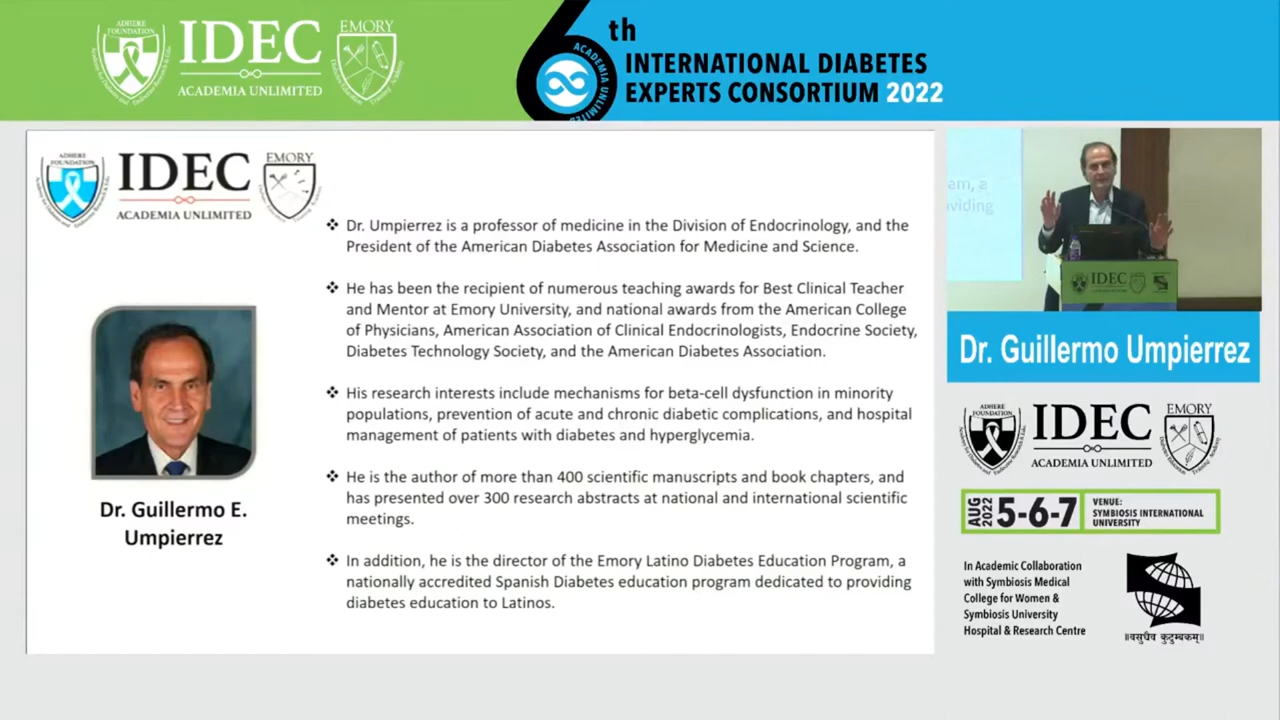 ADHERE
FOUNDATION
IDEC
ACADEMIA UNLIMITED
EMORY
6th
ACADEMIA UNLIMITED
INTERNATIONAL DIABETES
EXPERTS CONSORTIUM 2022
ADHERE
FOUNDATION
IDEC
ACADEMIA UNLIMITED
EMORY
Dr. Guillermo E.
Umpierrez
❖ Dr. Umpierrez is a professor of medicine in the Division of Endocrinology, and the
President of the American Diabetes Association for Medicine and Science.
❖ He has been the recipient of numerous teaching awards for Best Clinical Teacher
and Mentor at Emory University, and national awards from the American College
of Physicians, American Association of Clinical Endocrinologists, Endocrine Society,
Diabetes Technology Society, and the American Diabetes Association.
❖ His research interests include mechanisms for beta-cell dysfunction in minority
populations, prevention of acute and chronic diabetic complications, and hospital
management of patients with diabetes and hyperglycemia.
❖ He is the author of more than 400 scientific manuscripts and book chapters, and
has presented over 300 research abstracts at national and international scientific
meetings.
❖ In addition, he is the director of the Emory Latino Diabetes Education Program, a
nationally accredited Spanish Diabetes education program dedicated to providing
diabetes education to Latinos.
am, a
viding
IDEC
Dr. Guillermo Umpierrez
ADHERE
FOUNDATION
IDEC
ACADEMIA UNLIMITED
EMORY
AUG
2022
5-6-7
VENUE:
SYMBIOSIS INTERNATIONAL
UNIVERSITY
In Academic Collaboration
with Symbiosis Medical
College for Women &
Symbiosis University
Hospital & Research Centre
॥वसुधैव कुटुम्बकम्॥